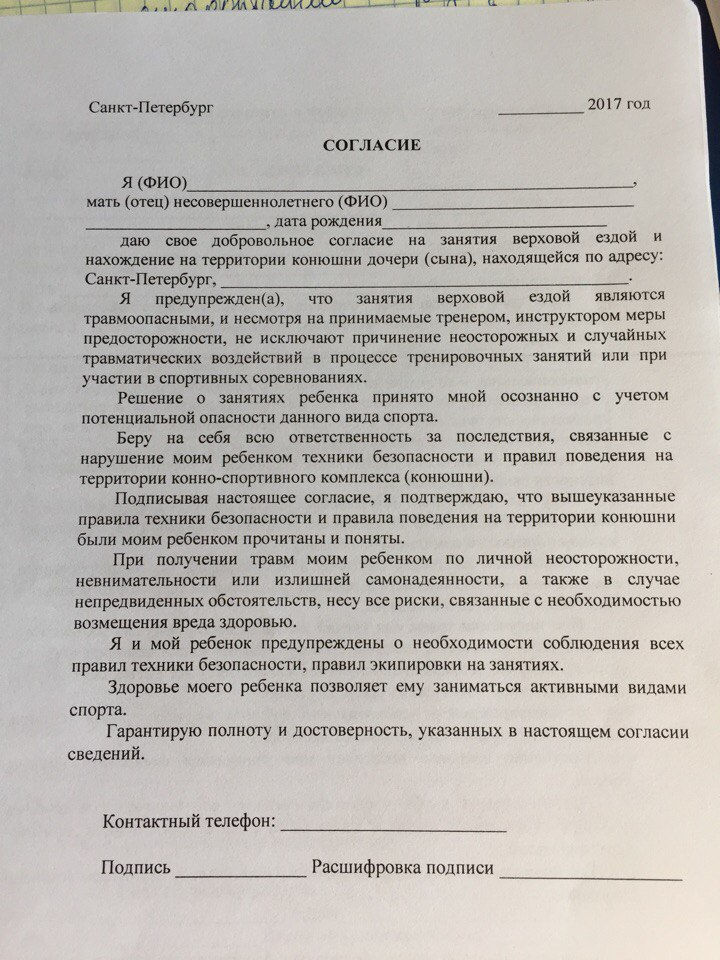 Санкт-Петербург ___________ 2017 год
СОГЛАСИЕ
Я (ФИО)___________________________________________________,
мать (отец) несовершеннолетнего (ФИО) ____________________________
_____________________, дата рождения__________________________
даю свое добровольное согласие на занятия верховой ездой и
нахождение на территории конюшни дочери (сына), находящейся по адресу:
Санкт-Петербург, _______________________________________________.
Я предупрежден(а), что занятия верховой ездой являются
травмоопасными, и несмотря на принимаемые тренером, инструктором меры
предосторожности, не исключают причинение неосторожных и случайных
травматических воздействий в процессе тренировочных занятий или при
участии в спортивных соревнованиях.
Решение о занятиях ребенка принято мной осознанно с учетом
потенциальной опасности данного вида спорта.
Беру на себя всю ответственность за последствия, связанные с
нарушение моим ребенком техники безопасности и правил поведения на
территории конно-спортивного комплекса (конюшни).
Подписывая настоящее согласие, я подтверждаю, что вышеуказанные
правила техники безопасности и правила поведения на территории конюшни
были моим ребенком прочитаны и поняты.
При получении травм моим ребенком по личной неосторожности,
невнимательности или излишней самонадеянности, а также в случае
непредвиденных обстоятельств, несу все риски, связанные с необходимостью
возмещения вреда здоровью.
Я и мой ребенок предупреждены о необходимости соблюдения всех
правил техники безопасности, правил экипировки на занятиях.
Здоровье моего ребенка позволяет ему заниматься активными видами
спорта.
Гарантирую полноту и достоверность, указанных в настоящем согласии
сведений.
Контактный телефон: __________________________
Подпись _______________ Расшифровка подписи _____________________